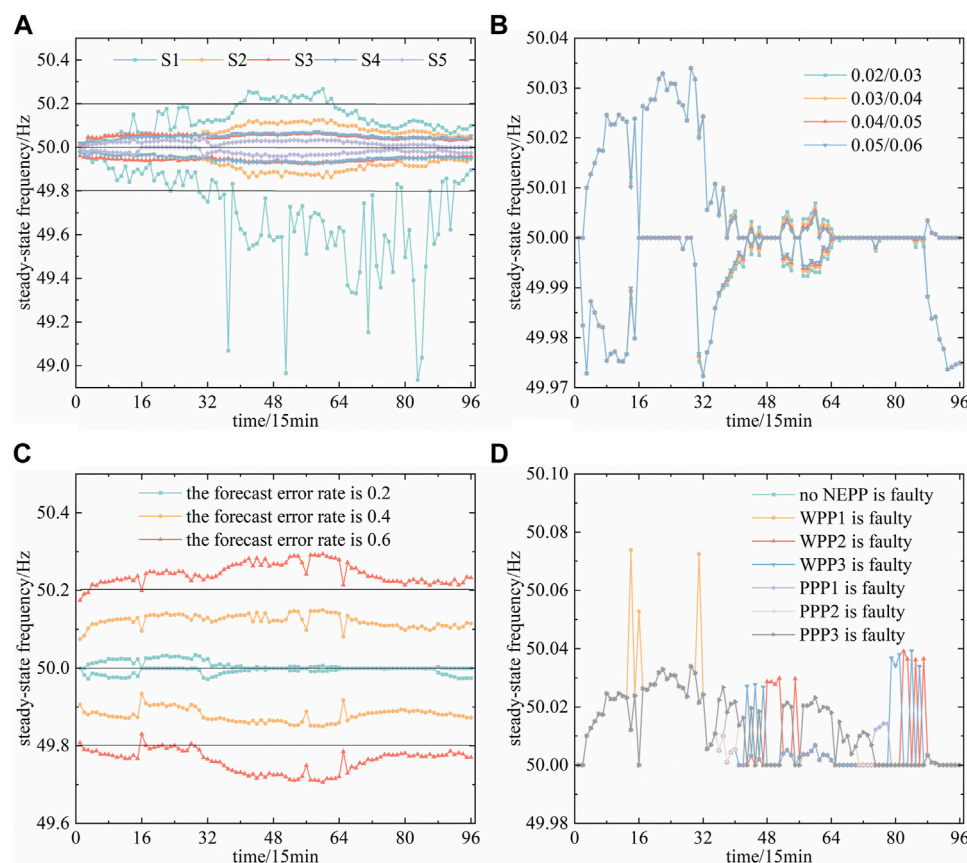 A
50.4
50.2
50.0
49.8
49.6
49.4
49.2
49.0
steady-state frequency/Hz
S1 S2 S3 S4 S5
0 16 32 48 64 80 96
time/15min
B
50.04
50.03
50.02
50.01
50.00
49.99
49.98
49.97
steady-state frequency/Hz
0.02/0.03
0.03/0.04
0.04/0.05
0.05/0.06
0 16 32 48 64 80 96
time/15min
C
50.4
50.2
50.0
49.8
49.6
steady-state frequency/Hz
the forecast error rate is 0.2
the forecast error rate is 0.4
the forecast error rate is 0.6
0 16 32 48 64 80 96
time/15min
D
50.10
50.08
50.06
50.04
50.02
50.00
49.98
steady-state frequency/Hz
no NEPP is faulty
WPP1 is faulty
WPP2 is faulty
WPP3 is faulty
PPP1 is faulty
PPP2 is faulty
PPP3 is faulty
0 16 32 48 64 80 96
time/15min